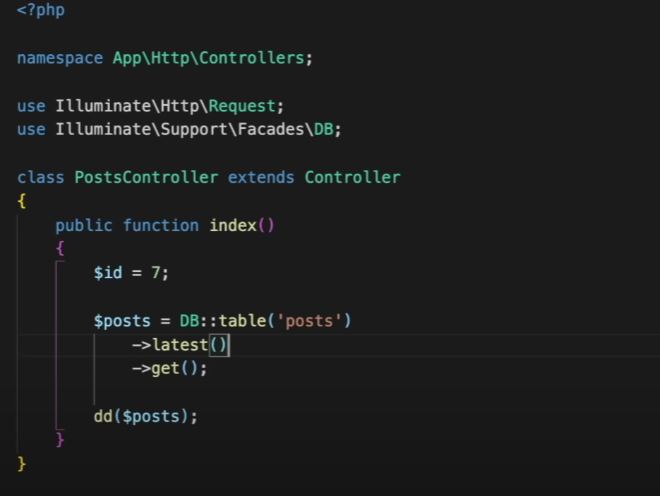 <?php
namespace App\Http\Controllers;
use Illuminate\Http\Request;
use Illuminate\Support\Facades\DB;
class PostsController extends Controller
{
public function index()
{
$id = 7;
$posts = DB::table('posts')
->latest()
->get();
dd($posts);
}
}